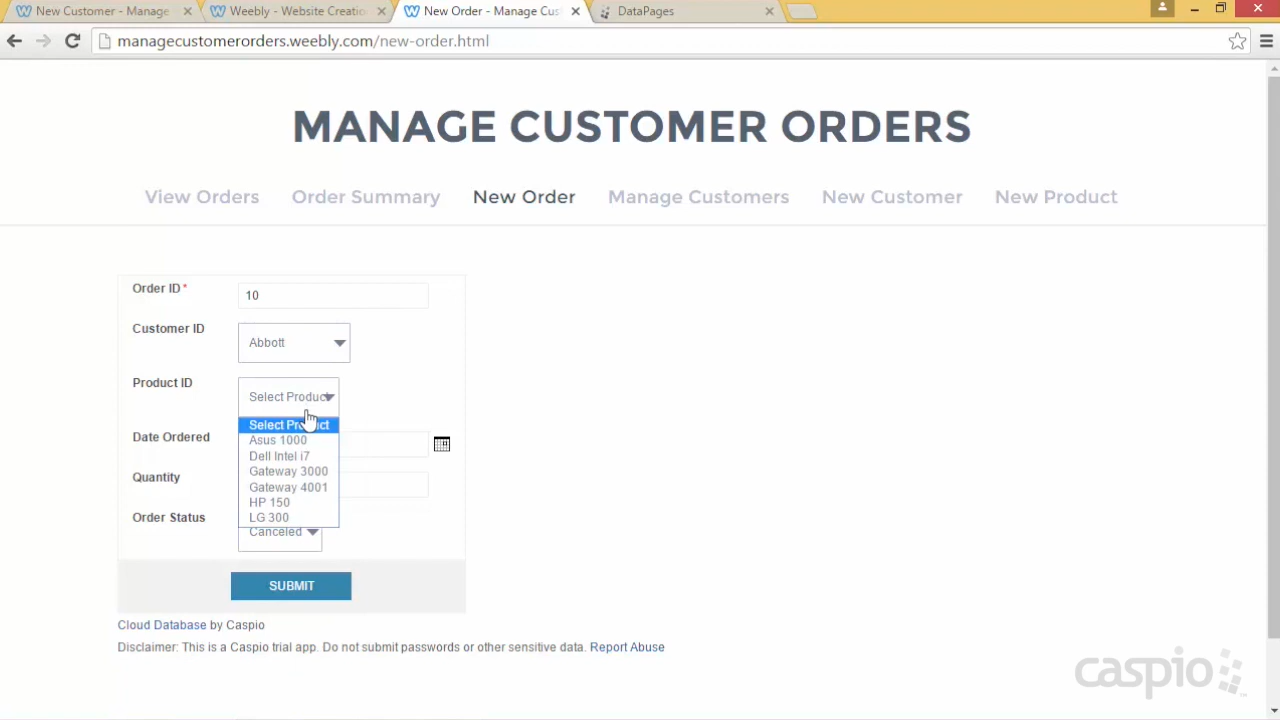 New Customer - Manage
Weebly - Website Creatio
New Order - Manage Cus
DataPages
managecustomerorders.weebly.com/new-order.html
MANAGE CUSTOMER ORDERS
View Orders
Order Summary
New Order
Manage Customers
New Customer
New Product
Order ID*
10
Customer ID
Abbott
Product ID
Select Product
Select Product
Asus 1000
Dell Intel i7
Gateway 3000
Gateway 4001
HP 150
LG 300
Date Ordered
Quantity
Order Status
Canceled
SUBMIT
Cloud Database by Caspio
Disclaimer: This is a Caspio trial app. Do not submit passwords or other sensitive data. Report Abuse
caspio